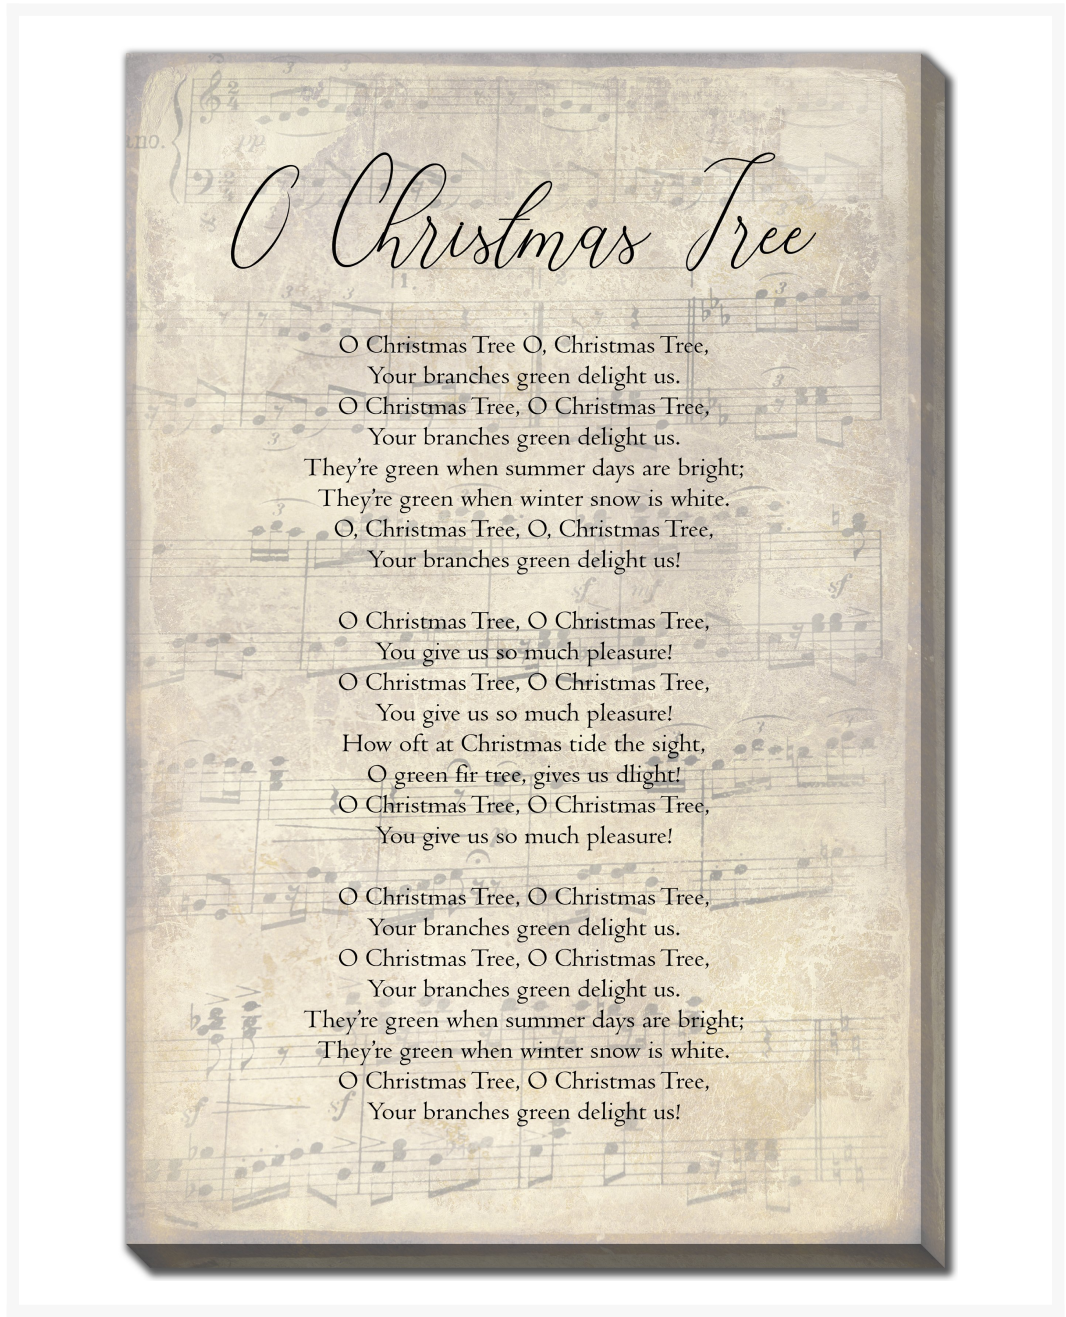 no.
pp
O Christmas Tree
1.
O Christmas Tree O, Christmas Tree,
Your branches green delight us.
O Christmas Tree, O Christmas Tree,
Your branches green delight us.
They're green when summer days are bright;
They're green when winter snow is white.
O, Christmas Tree, O, Christmas Tree,
Your branches green delight us!
sf
O Christmas Tree, O Christmas Tree,
You give us so much pleasure!
O Christmas Tree, O Christmas Tree,
You give us so much pleasure!
How oft at Christmas tide the sight,
O green fir tree, gives us dlight!
O Christmas Tree, O Christmas Tree,
You give us so much pleasure!
O Christmas Tree, O Christmas Tree,
Your branches green delight us.
O Christmas Tree, O Christmas Tree,
Your branches green delight us.
They're green when summer days are bright;
They're green when winter snow is white.
O Christmas Tree, O Christmas Tree,
Your branches green delight us!
sf sf